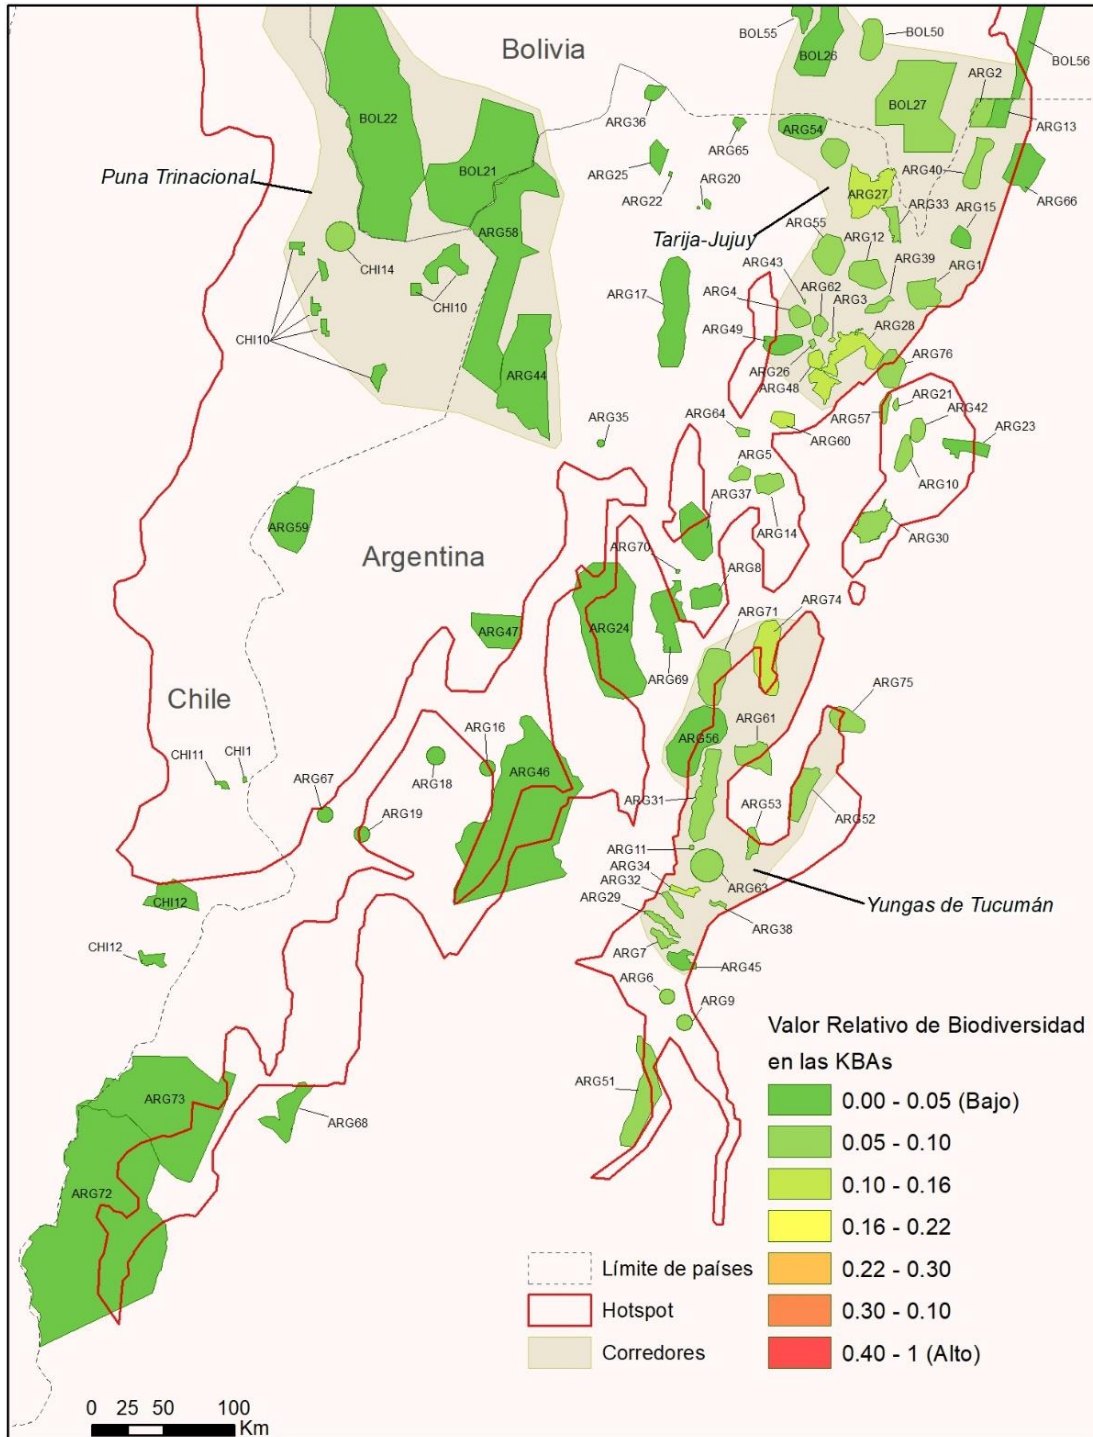 Bolivia
BOL55
BOL26
BOL50
BOL56
ARG2
BOL22
BOL27
ARG36
ARG54
ARG13
ARG65
Puna Trinacional
BOL21
ARG25
ARG40
ARG22
ARG20
ARG27
ARG66
ARG33
ARG15
ARG58
Tarija-Jujuy
ARG55
ARG12
ARG39
CHI14
ARG43
ARG1
CHI10
ARG4
ARG62
ARG3
ARG17
ARG28
CHI10
ARG49
ARG26
ARG76
ARG44
ARG48
ARG21
ARG42
ARG35
ARG64
ARG57
ARG23
ARG60
ARG5
ARG10
ARG37
ARG59
ARG14
ARG30
Argentina
ARG70
ARG8
ARG71
ARG74
ARG47
ARG24
ARG69
ARG75
Chile
ARG16
ARG56
ARG61
CHI11
CHI1
ARG18
ARG46
ARG67
ARG31
ARG53
ARG52
ARG19
ARG11
ARG34
ARG32
ARG63
CHI12
ARG29
Yungas de Tucumán
ARG38
CHI12
ARG7
ARG45
ARG6
ARG9
ARG51
ARG73
ARG68
ARG72
Valor Relativo de Biodiversidad
en las KBAs
0.00 - 0.05 (Bajo)
0.05 - 0.10
0.10 - 0.16
0.16 - 0.22
0.22 - 0.30
0.30 - 0.10
0.40 - 1 (Alto)
Límite de países
Hotspot
Corredores
0 25 50 100
Km